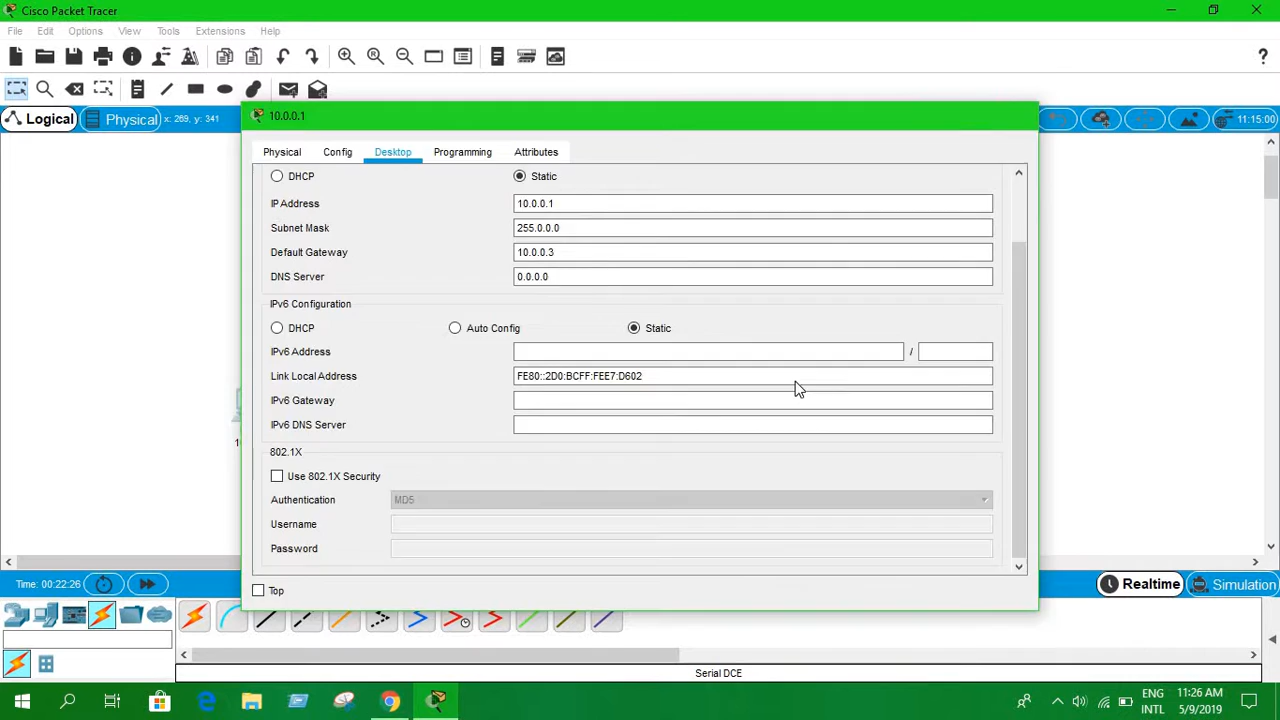 Cisco Packet Tracer
File Edit Options View Tools Extensions Help
Logical Physical x: 269, y: 341 11:15:00
10.0.0.1
Physical Config Desktop Programming Attributes
DHCP Static
IP Address 10.0.0.1
Subnet Mask 255.0.0.0
Default Gateway 10.0.0.3
DNS Server 0.0.0.0
IPv6 Configuration
DHCP Auto Config Static
IPv6 Address /
Link Local Address FE80::2D0:BCFF:FEE7:D602
IPv6 Gateway
IPv6 DNS Server
802.1X
Use 802.1X Security
Authentication MD5
Username
Password
Top
Time: 00:22:26 Realtime Simulation
Serial DCE
ENG 11:26 AM
INTL 5/9/2019